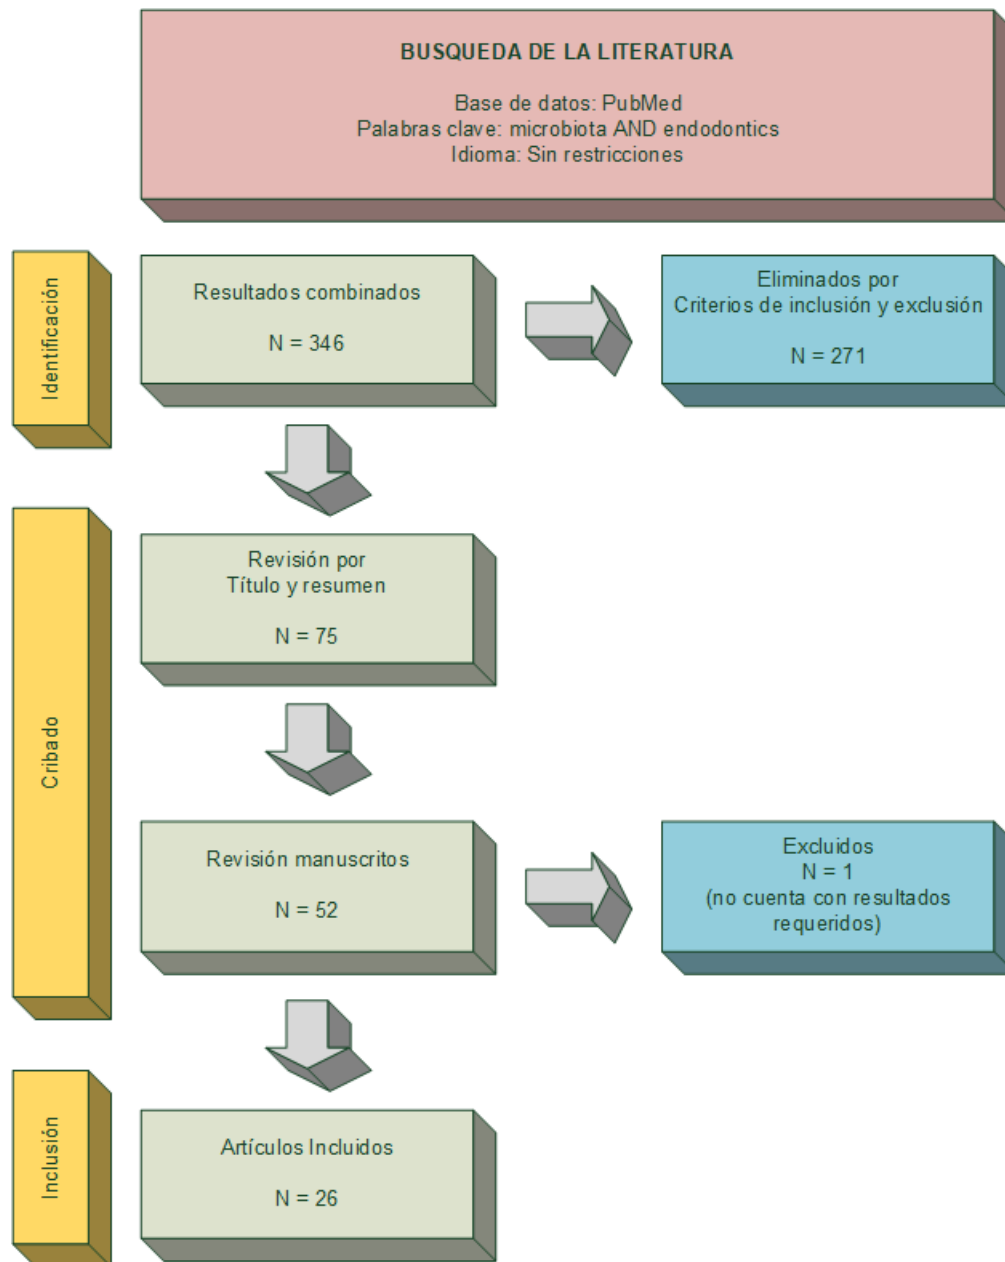 BUSQUEDA DE LA LITERATURA
Base de datos: PubMed
Palabras clave: microbiota AND endodontics
Idioma: Sin restricciones
Identificación
Resultados combinados
N = 346
Eliminados por
Criterios de inclusión y exclusión
N = 271
Cribado
Revisión por
Título y resumen
N = 75
Revisión manuscritos
N = 52
Excluidos
N = 1
(no cuenta con resultados
requeridos)
Inclusión
Artículos Incluidos
N = 26